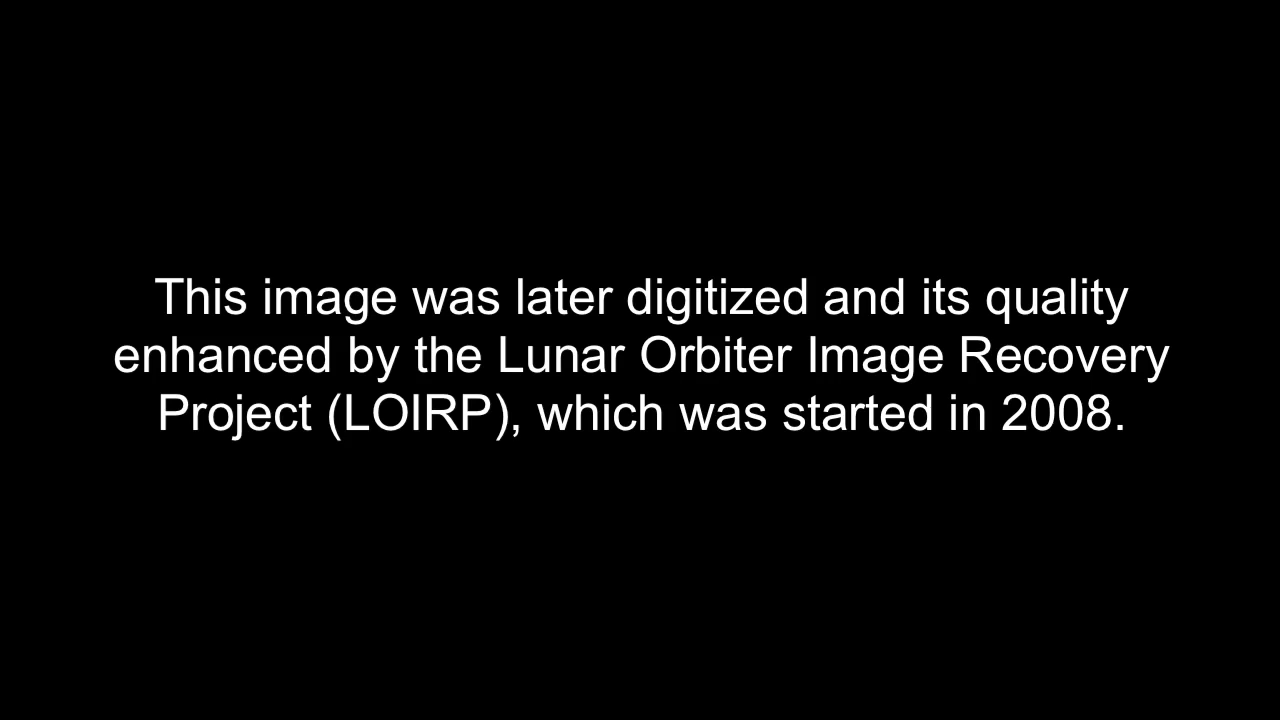 This image was later digitized and its quality
enhanced by the Lunar Orbiter Image Recovery
Project (LOIRP), which was started in 2008.